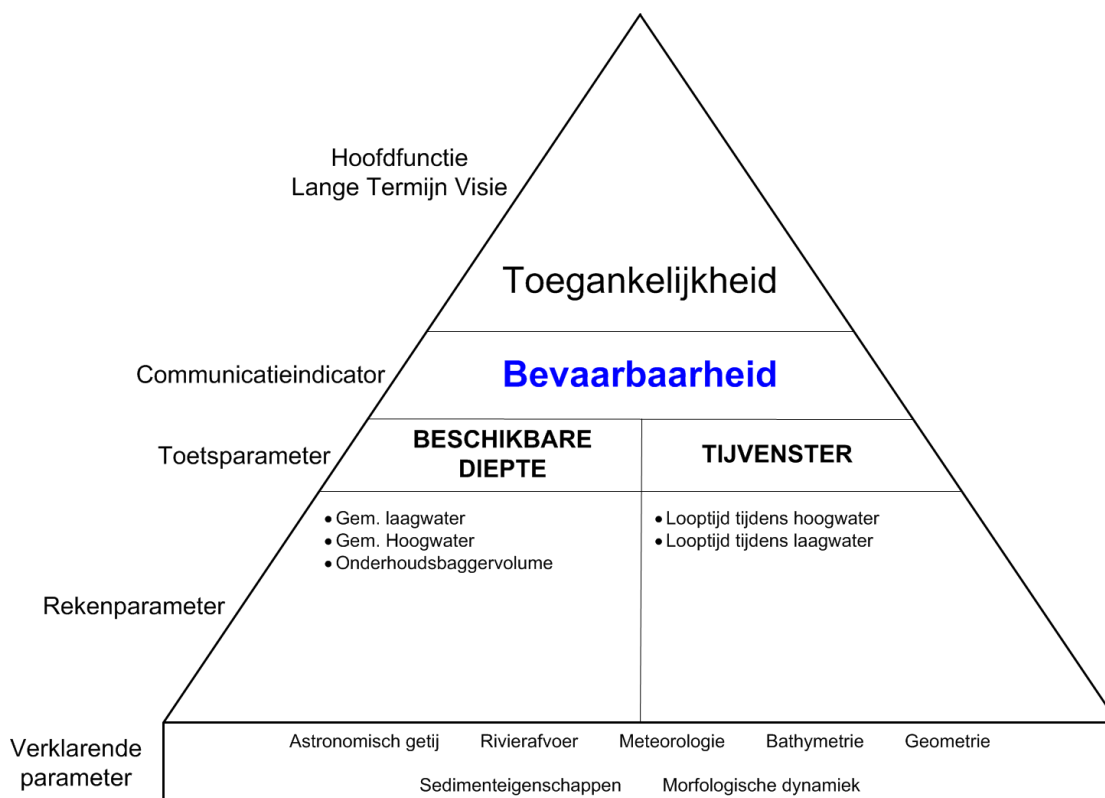 Hoofdfunctie
Lange Termijn Visie
Toegankelijkheid
Communicatieindicator
Bevaarbaarheid
Toetsparameter
BESCHIKBARE
DIEPTE
TIJVENSTER
• Gem. laagwater
• Gem. Hoogwater
• Onderhoudsbaggervolume
• Looptijd tijdens hoogwater
• Looptijd tijdens laagwater
Rekenparameter
Verklarende
parameter
Astronomisch getij Rivierafvoer Meteorologie Bathymetrie Geometrie
Sedimenteigenschappen Morfologische dynamiek